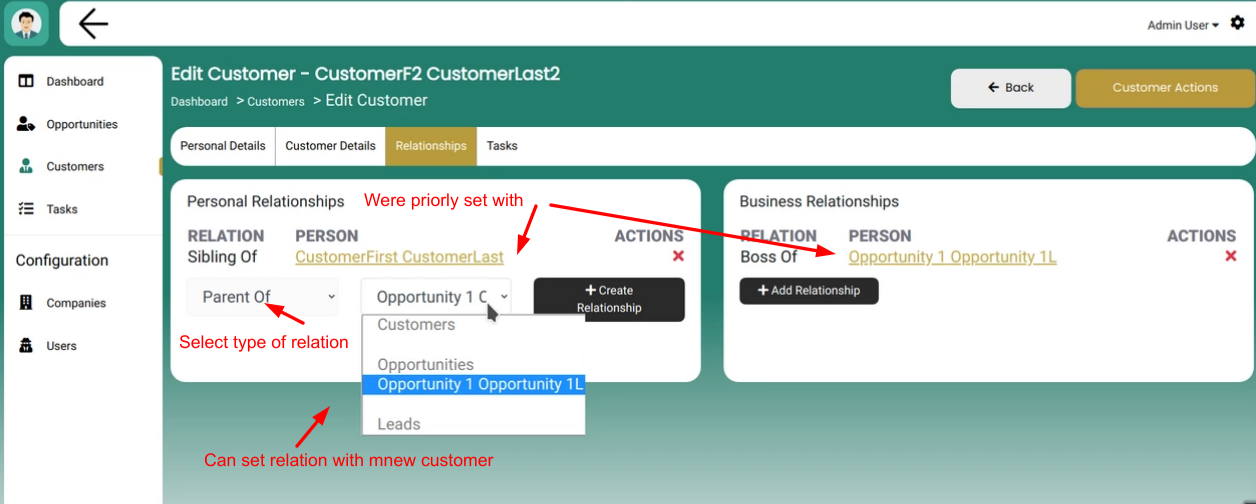 Admin User
Edit Customer - CustomerF2 CustomerLast2
Dashboard > Customers > Edit Customer
Back
Customer Actions
Dashboard
Opportunities
Customers
Tasks
Configuration
Companies
Users
Personal Details
Customer Details
Relationships
Tasks
Personal Relationships
Were priorly set with
RELATION PERSON ACTIONS
Sibling Of CustomerFirst CustomerLast
Parent Of
Opportunity 1 O
Create
Relationship
Customers
Opportunities
Opportunity 1 Opportunity 1L
Leads
Select type of relation
Can set relation with mnew customer
Business Relationships
RELATION PERSON ACTIONS
Boss Of Opportunity 1 Opportunity 1L
Add Relationship